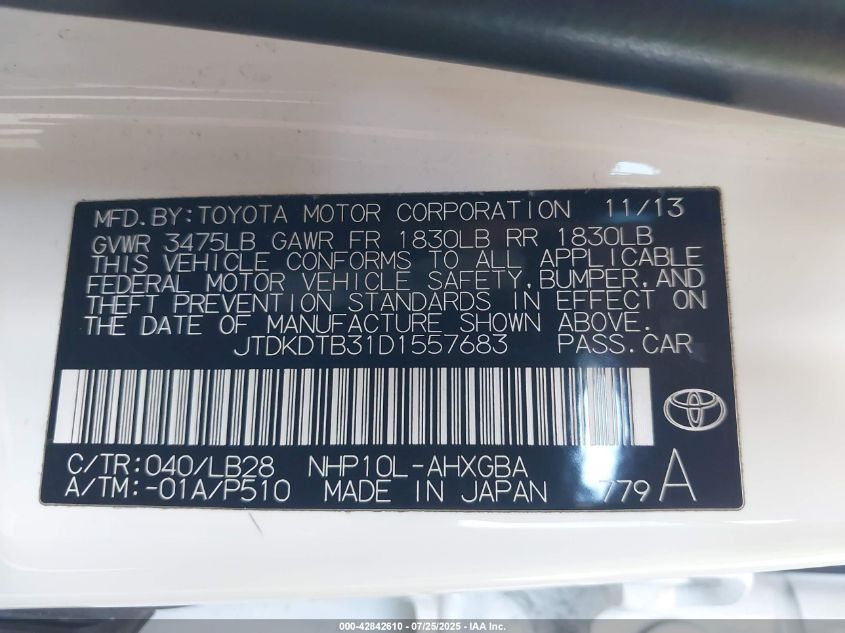 MFD. BY: TOYOTA MOTOR CORPORATION 11/13
GVWR 3475LB GAWR FR 1830LB RR 1830LB
THIS VEHICLE CONFORMS TO ALL APPLICABLE
FEDERAL MOTOR VEHICLE SAFETY, BUMPER, AND
THEFT PREVENTION STANDARDS IN EFFECT ON
THE DATE OF MANUFACTURE SHOWN ABOVE.
JTDKDTB31D1557683 PASS. CAR
C/TR: 040/LB28 NHP10L-AHXGBA
A/TM: -01A/P510 MADE IN JAPAN 779 A
000-42842610 - 07/25/2025 - IAA Inc.